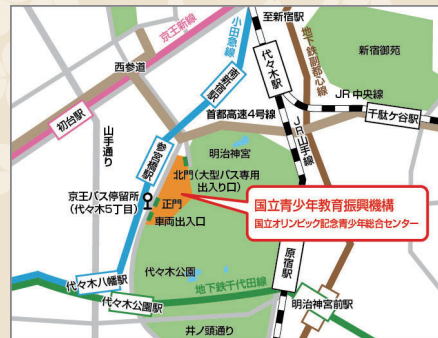 至新宿駅
京王新線
小田急線
地下鉄副都心線
新宿御苑
代々木駅
西参道
南新宿駅
JR中央線
首都高速4号線
千駄ケ谷駅
初台駅
山手通り
参宮橋駅
明治神宮
JR山手線
北門(大型バス専用
出入り口)
京王バス停留所
(代々木5丁目)
正門
車両出入口
国立青少年教育振興機構
国立オリンピック記念青少年総合センター
原宿駅
代々木公園
代々木八幡駅
地下鉄千代田線
代々木公園駅
明治神宮前駅
井ノ頭通り